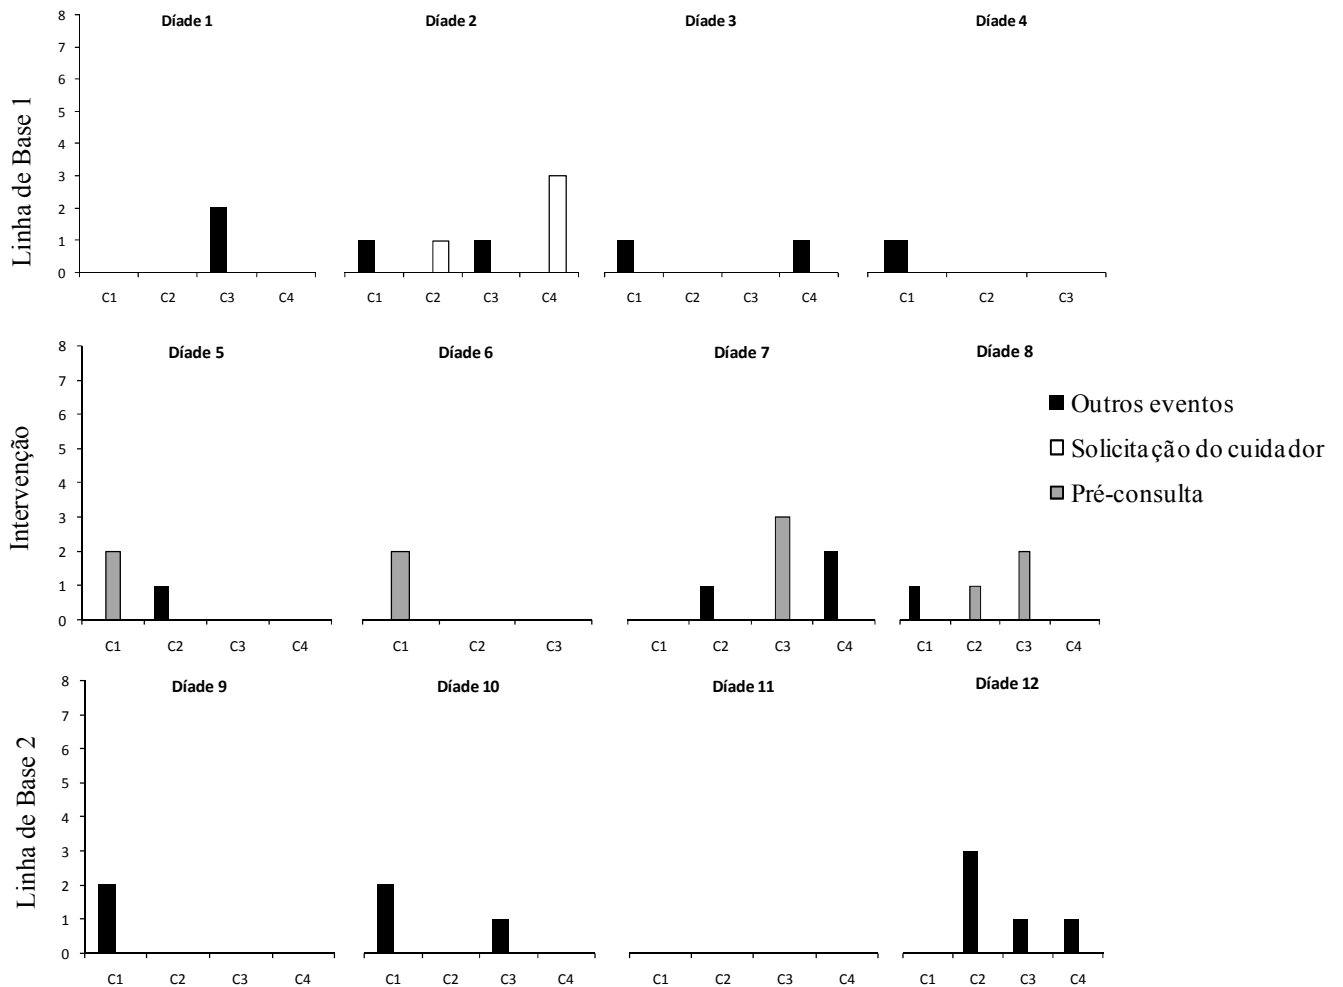 Díade 1 Díade 2 Díade 3 Díade 4
Linha de Base 1
8
7
6
5
4
3
2
1
0
C1 C2 C3 C4 C1 C2 C3 C4 C1 C2 C3 C4 C1 C2 C3
Díade 5 Díade 6 Díade 7 Díade 8
Intervenção
8
7
6
5
4
3
2
1
0
C1 C2 C3 C4 C1 C2 C3 C1 C2 C3 C4 C1 C2 C3 C4
Outros eventos
Solicitação do cuidador
Pré-consulta
Díade 9 Díade 10 Díade 11 Díade 12
Linha de Base 2
8
7
6
5
4
3
2
1
0
C1 C2 C3 C4 C1 C2 C3 C4 C1 C2 C3 C4 C1 C2 C3 C4